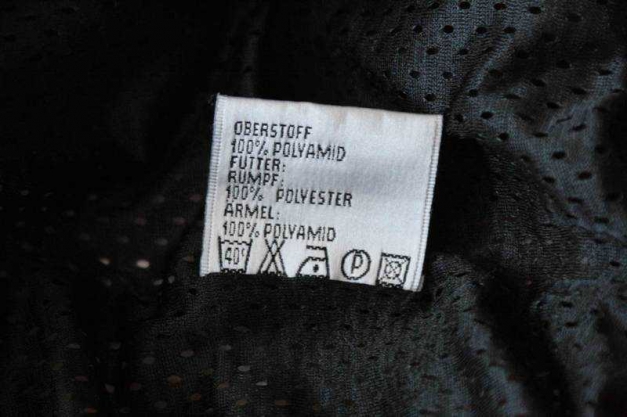 OBERSTOFF
100% POLYAMID
FUTTER:
RUMPF:
100% POLYESTER
ÄRMEL:
100% POLYAMID
40° P